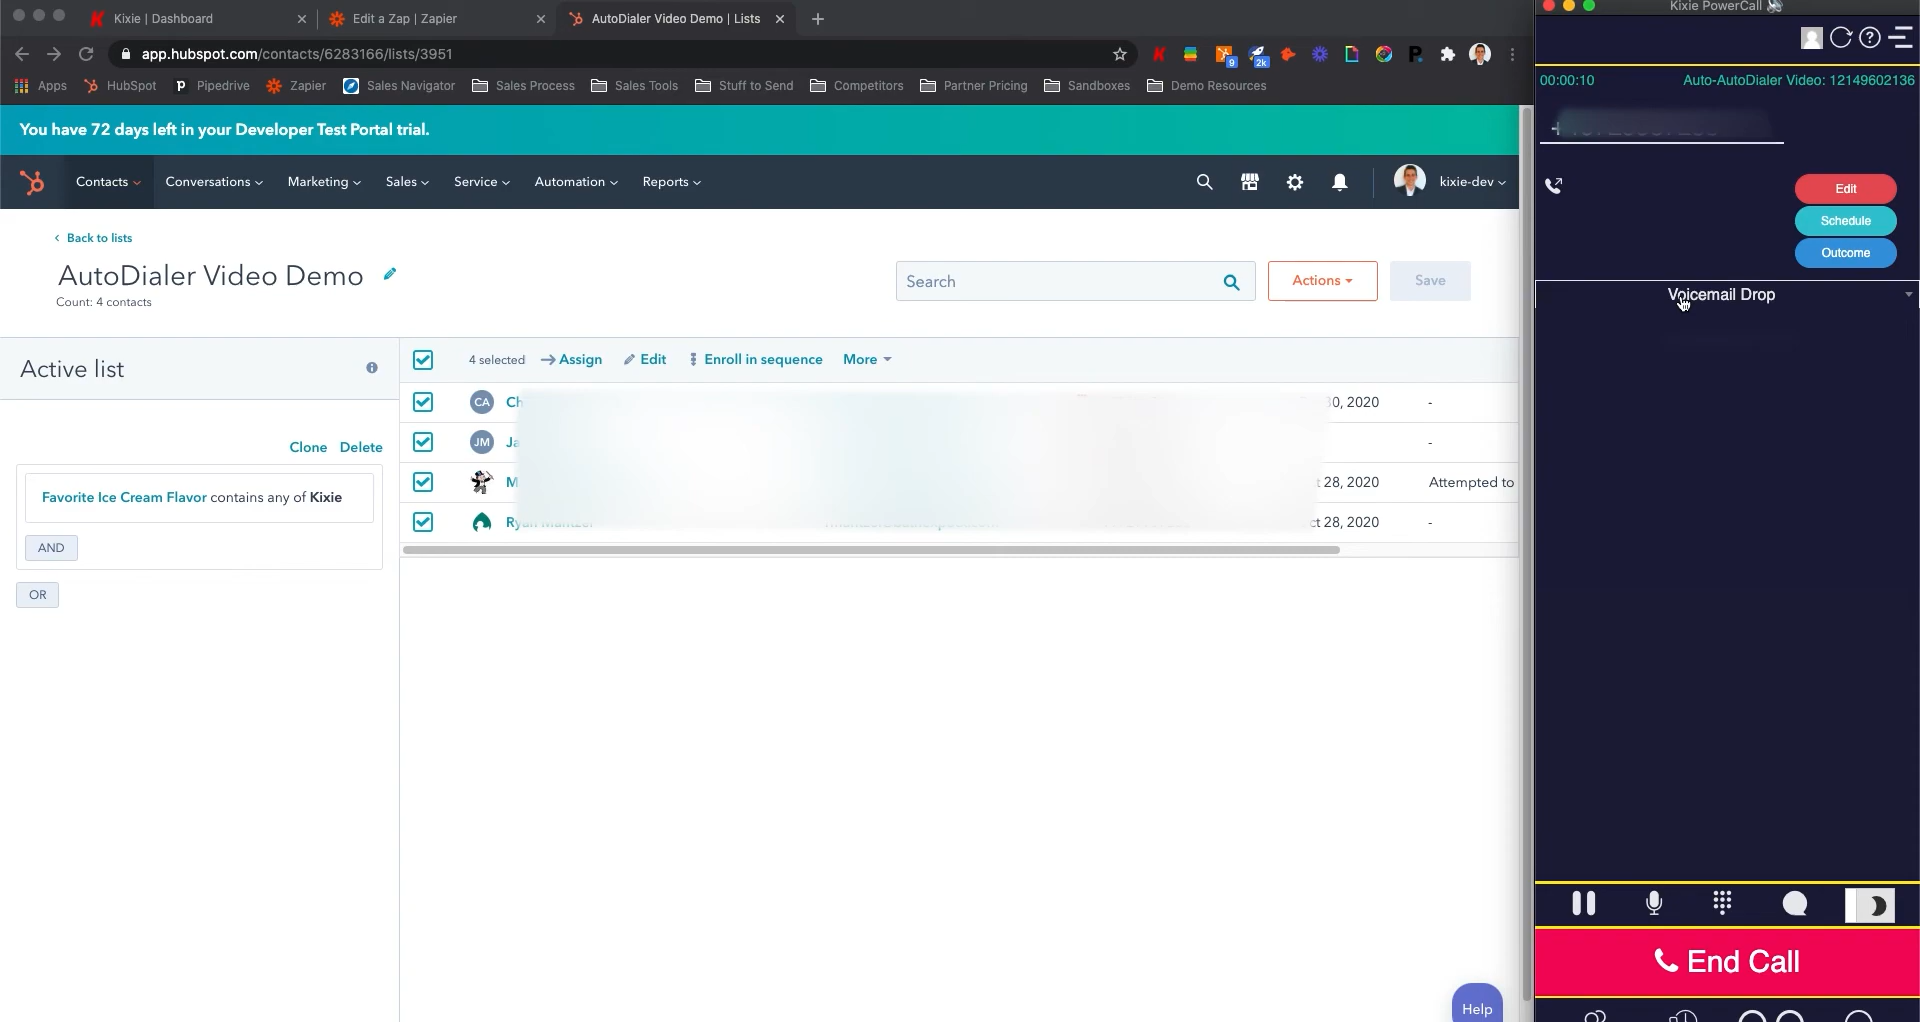 Kixie | Dashboard
Edit a Zap | Zapier
AutoDialer Video Demo | Lists
Kixie PowerCall
app.hubspot.com/contacts/6283166/lists/3951
9
2k
Apps
HubSpot
Pipedrive
Zapier
Sales Navigator
Sales Process
Sales Tools
Stuff to Send
Competitors
Partner Pricing
Sandboxes
Demo Resources
You have 72 days left in your Developer Test Portal trial.
Contacts
Conversations
Marketing
Sales
Service
Automation
Reports
kixie-dev
Back to lists
AutoDialer Video Demo
Count: 4 contacts
Search
Actions
Save
Active list
4 selected
Assign
Edit
Enroll in sequence
More
CA
Ch
30, 2020
-
JM
Ja
-
M
t 28, 2020
Attempted to
ct 28, 2020
-
Clone
Delete
Favorite Ice Cream Flavor contains any of Kixie
AND
OR
Help
00:00:10
Auto-AutoDialer Video: 12149602136
Edit
Schedule
Outcome
Voicemail Drop
End Call